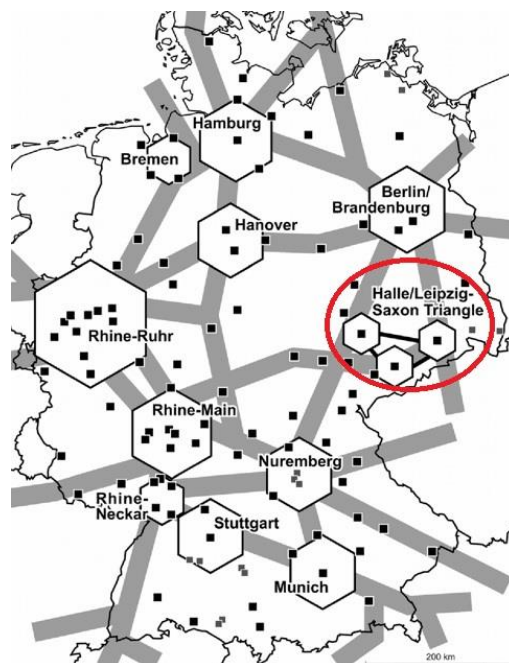 Hamburg
Bremen
Berlin/
Brandenburg
Hanover
Halle/Leipzig-
Saxon Triangle
Rhine-Ruhr
Rhine-Main
Nuremberg
Rhine-
Neckar
Stuttgart
Munich
200 km